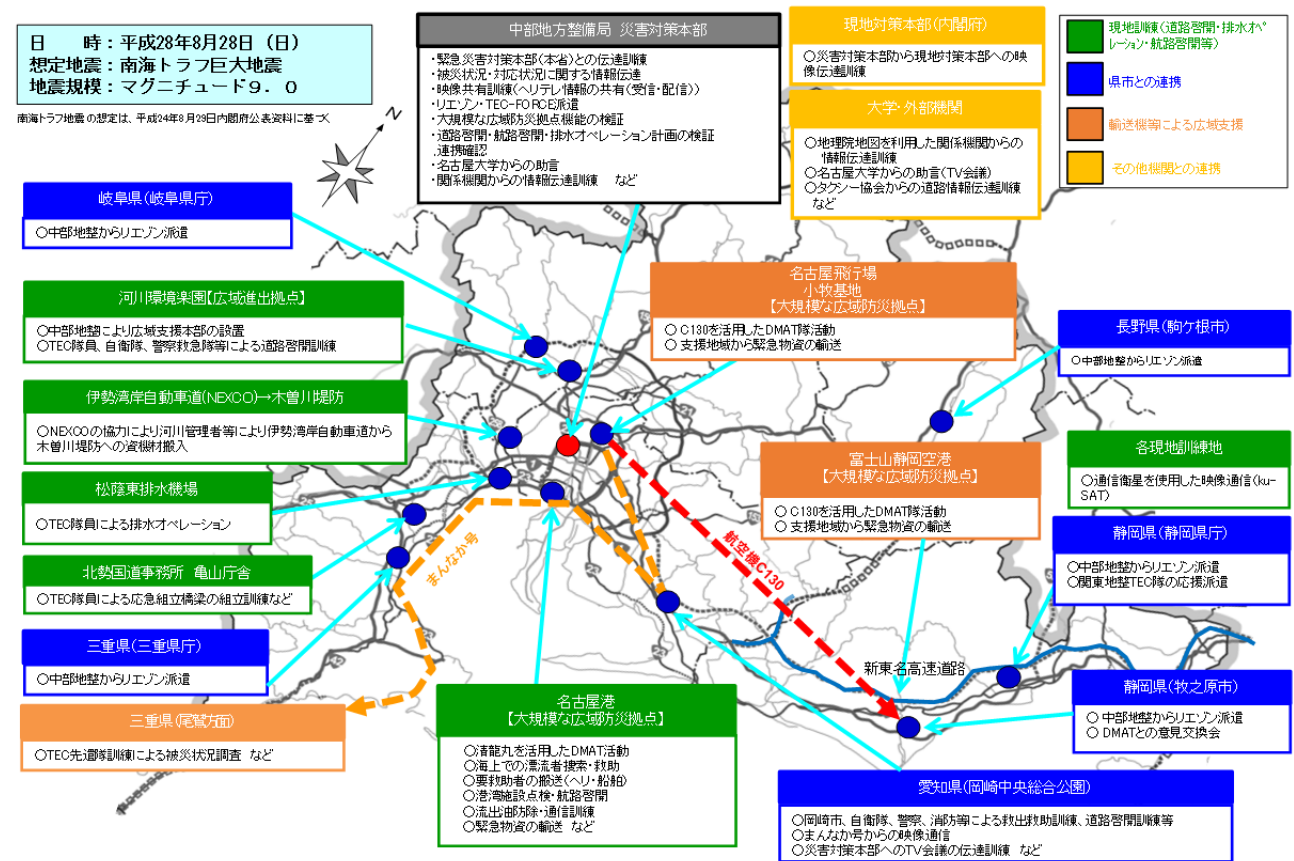 日　　時：平成28年8月28日（日）
想定地震：南海トラフ巨大地震
地震規模：マグニチュード９．０
南海トラフ地震の想定は、平成24年8月29日内閣府公表資料に基づく
N
中部地方整備局 災害対策本部
・緊急災害対策本部(本省)との伝達訓練
・被災状況・対応状況に関する情報伝達
・映像共有訓練(ヘリテレ情報の共有(受信・配信))
・リエゾン・TEC-FORCE派遣
・大規模な広域防災拠点機能の検証
・道路啓開・航路啓開・排水オペレーション計画の検証
,連携確認
・名古屋大学からの助言
・関係機関からの情報伝達訓練　など
現地対策本部(内閣府)
○災害対策本部から現地対策本部への映
像伝達訓練
大学・外部機関
○地理院地図を利用した関係機関からの
情報伝達訓練
○名古屋大学からの助言(TV会議)
○タクシー協会からの道路情報伝達訓練
など
現地訓練(道路啓開・排水オペ
レーション・航路啓開等)
県市との連携
輸送機等による広域支援
その他機関との連携
岐阜県(岐阜県庁)
○中部地整からリエゾン派遣
河川環境楽園【広域進出拠点】
○中部地整により広域支援本部の設置
○TEC隊員、自衛隊、警察救急隊等による道路啓開訓練
伊勢湾岸自動車道(NEXCO)→木曽川堤防
○NEXCOの協力により河川管理者等により伊勢湾岸自動車道から
木曽川堤防への資機材搬入
松蔭東排水機場
○TEC隊員による排水オペレーション
北勢国道事務所 亀山庁舎
○TEC隊員による応急組立橋梁の組立訓練など
三重県(三重県庁)
○中部地整からリエゾン派遣
三重県(尾鷲方面)
○TEC先遣隊訓練による被災状況調査 など
名古屋飛行場
小牧基地
【大規模な広域防災拠点】
○ C130を活用したDMAT隊活動
○ 支援地域から緊急物資の輸送
長野県(駒ケ根市)
○中部地整からリエゾン派遣
富士山静岡空港
【大規模な広域防災拠点】
○ C130を活用したDMAT隊活動
○ 支援地域から緊急物資の輸送
各現地訓練地
○通信衛星を使用した映像通信(ku-
SAT)
静岡県(静岡県庁)
○中部地整からリエゾン派遣
○関東地整TEC隊の応援派遣
まんなか号
航空機C130
新東名高速道路
静岡県(牧之原市)
○ 中部地整からリエゾン派遣
○ DMATとの意見交換会
名古屋港
【大規模な広域防災拠点】
○清龍丸を活用したDMAT活動
○海上での漂流者捜索・救助
○要救助者の搬送(ヘリ・船舶)
○港湾施設点検・航路啓開
○流出油防除・通信訓練
○緊急物資の輸送 など
愛知県(岡崎中央総合公園)
○岡崎市、自衛隊、警察、消防等による救出救助訓練、道路啓開訓練等
○まんなか号からの映像通信
○災害対策本部へのTV会議の伝達訓練 など